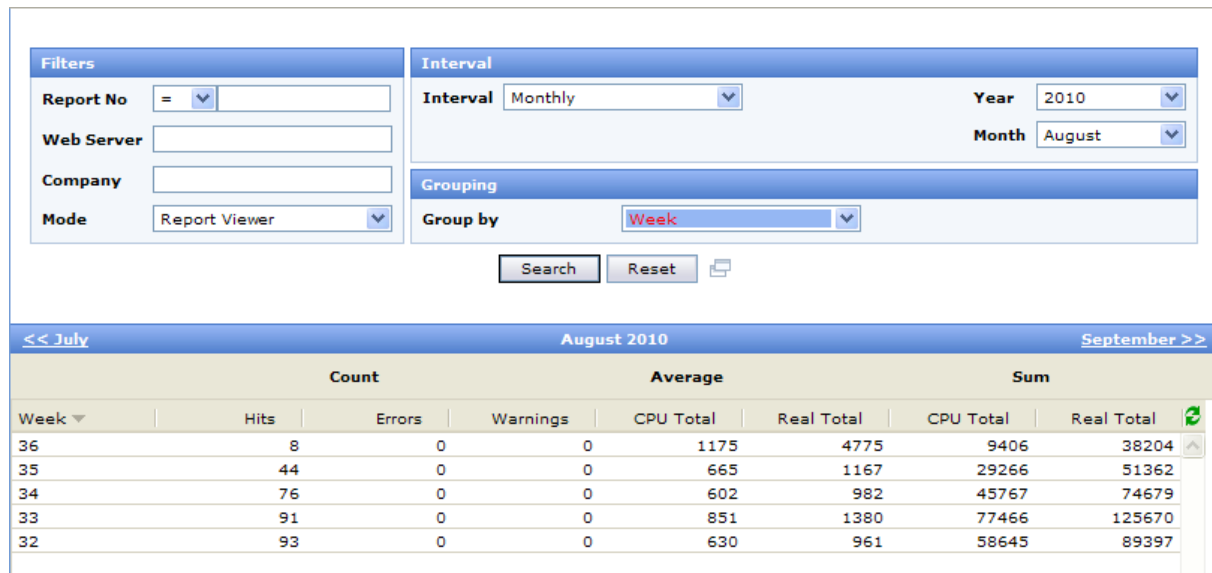 Filters Interval
Report No = Interval Monthly Year 2010
Web Server Month August
Company Grouping
Mode Report Viewer Group by Week
Search Reset
<< July August 2010 September >>
Count Average Sum
Week Hits Errors Warnings CPU Total Real Total CPU Total Real Total
36 8 0 0 1175 4775 9406 38204
35 44 0 0 665 1167 29266 51362
34 76 0 0 602 982 45767 74679
33 91 0 0 851 1380 77466 125670
32 93 0 0 630 961 58645 89397